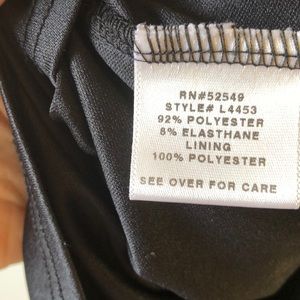 RN#52549
STYLE# L4453
92% POLYESTER
8% ELASTHANE
LINING
100% POLYESTER
SEE OVER FOR CARE